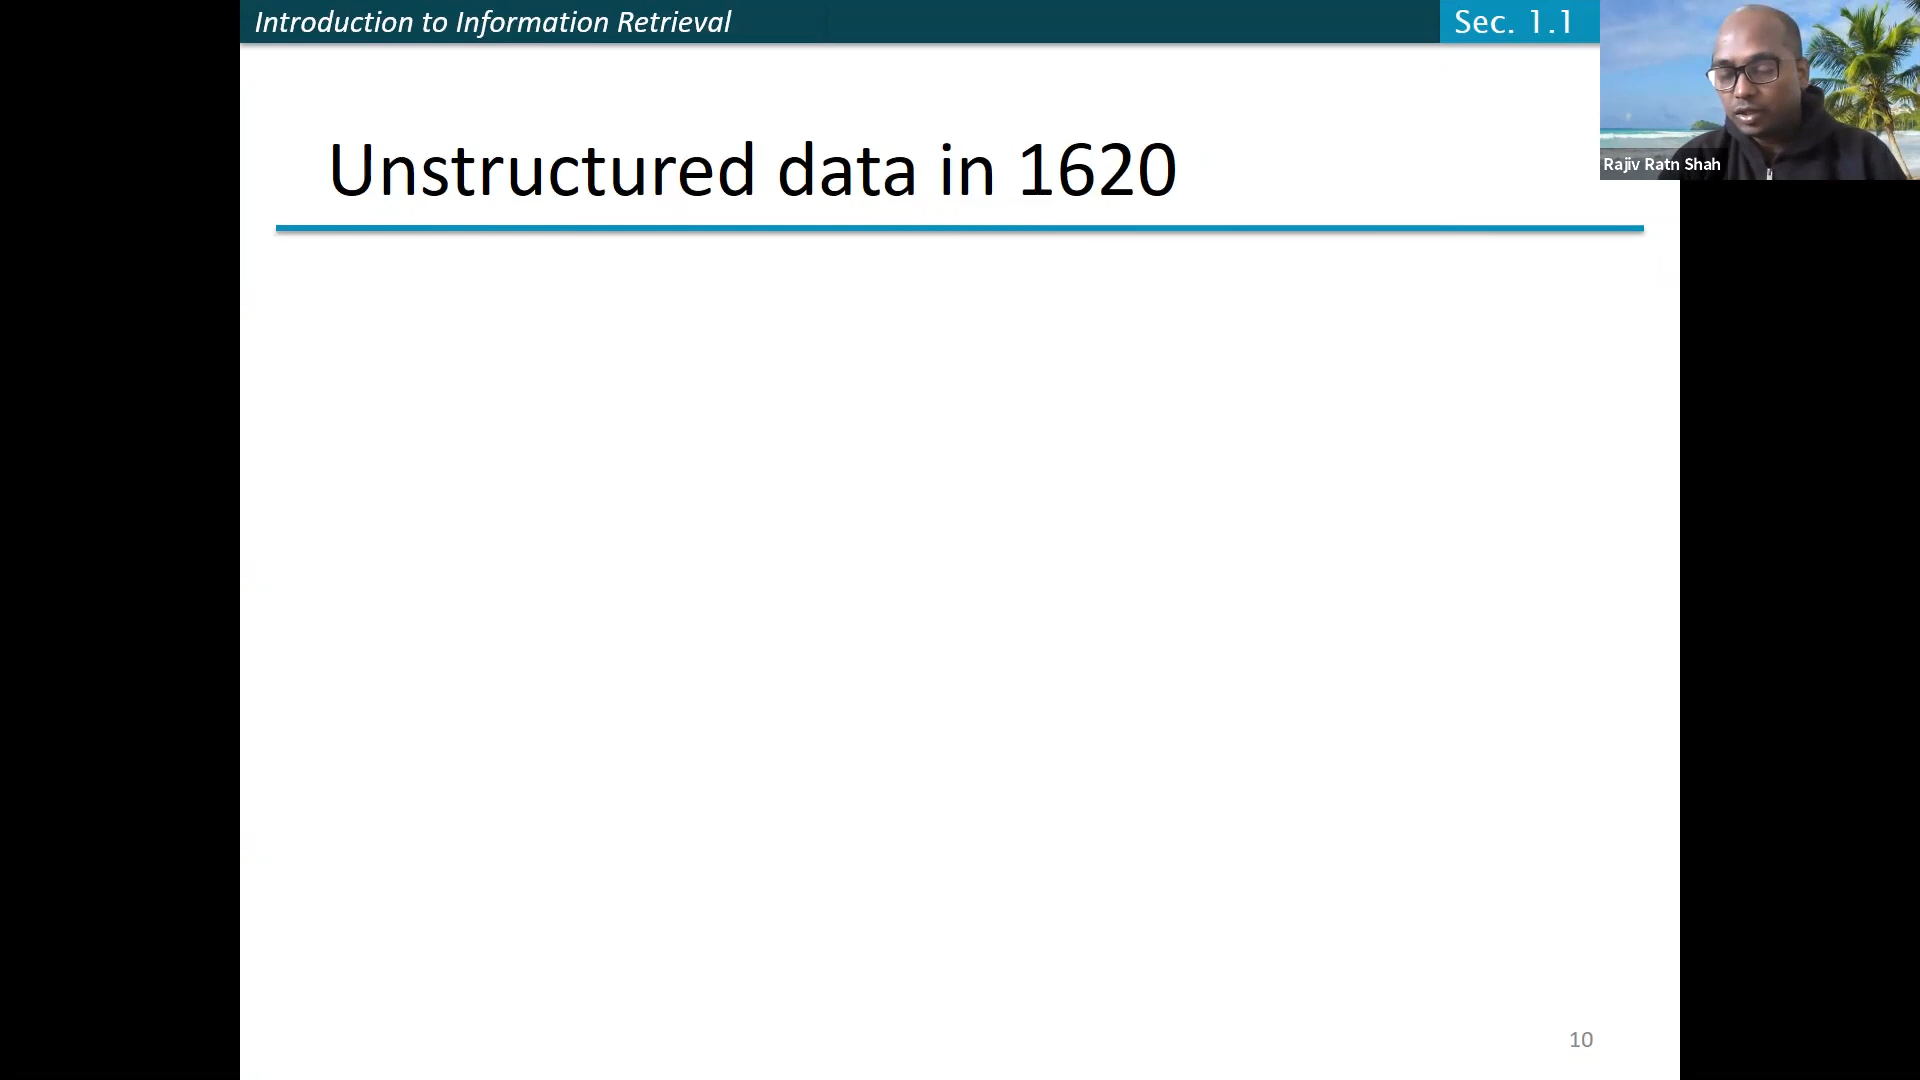 Introduction to Information Retrieval
Sec. 1.1
Rajiv Ratn Shah
Unstructured data in 1620
10